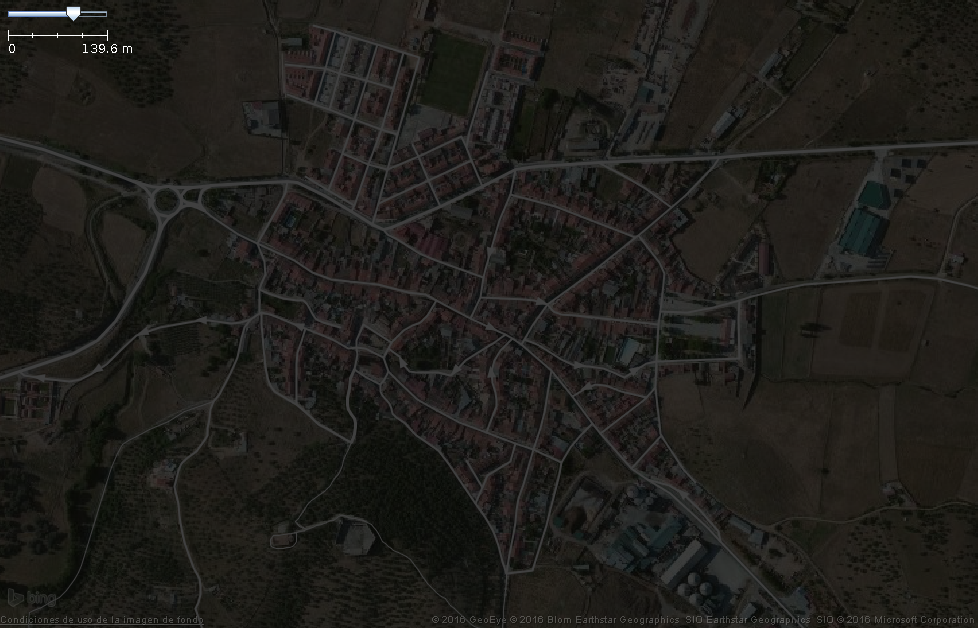 0 139.6 m
bing
Condiciones de uso de la imagen de fondo
© 2016 GeoEye © 2016 Blom Earthstar Geographics SIO Earthstar Geographics SIO © 2016 Microsoft Corporation